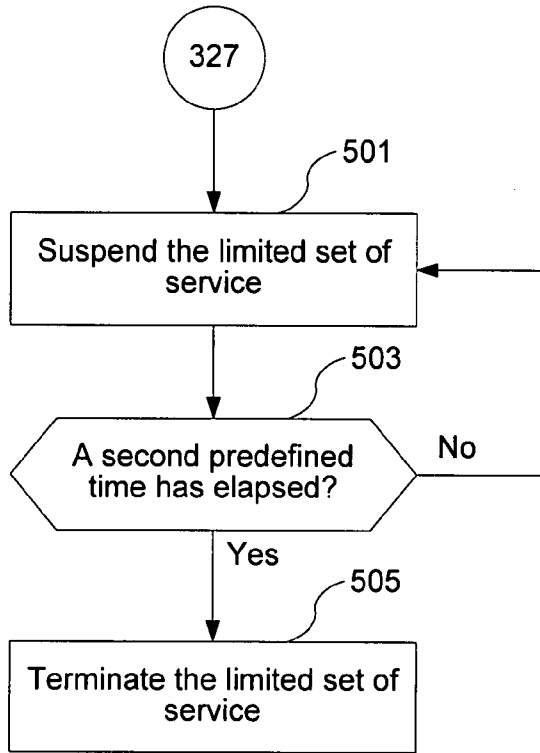 327
501
Suspend the limited set of
service
503
A second predefined
time has elapsed?
No
Yes
505
Terminate the limited set of
service